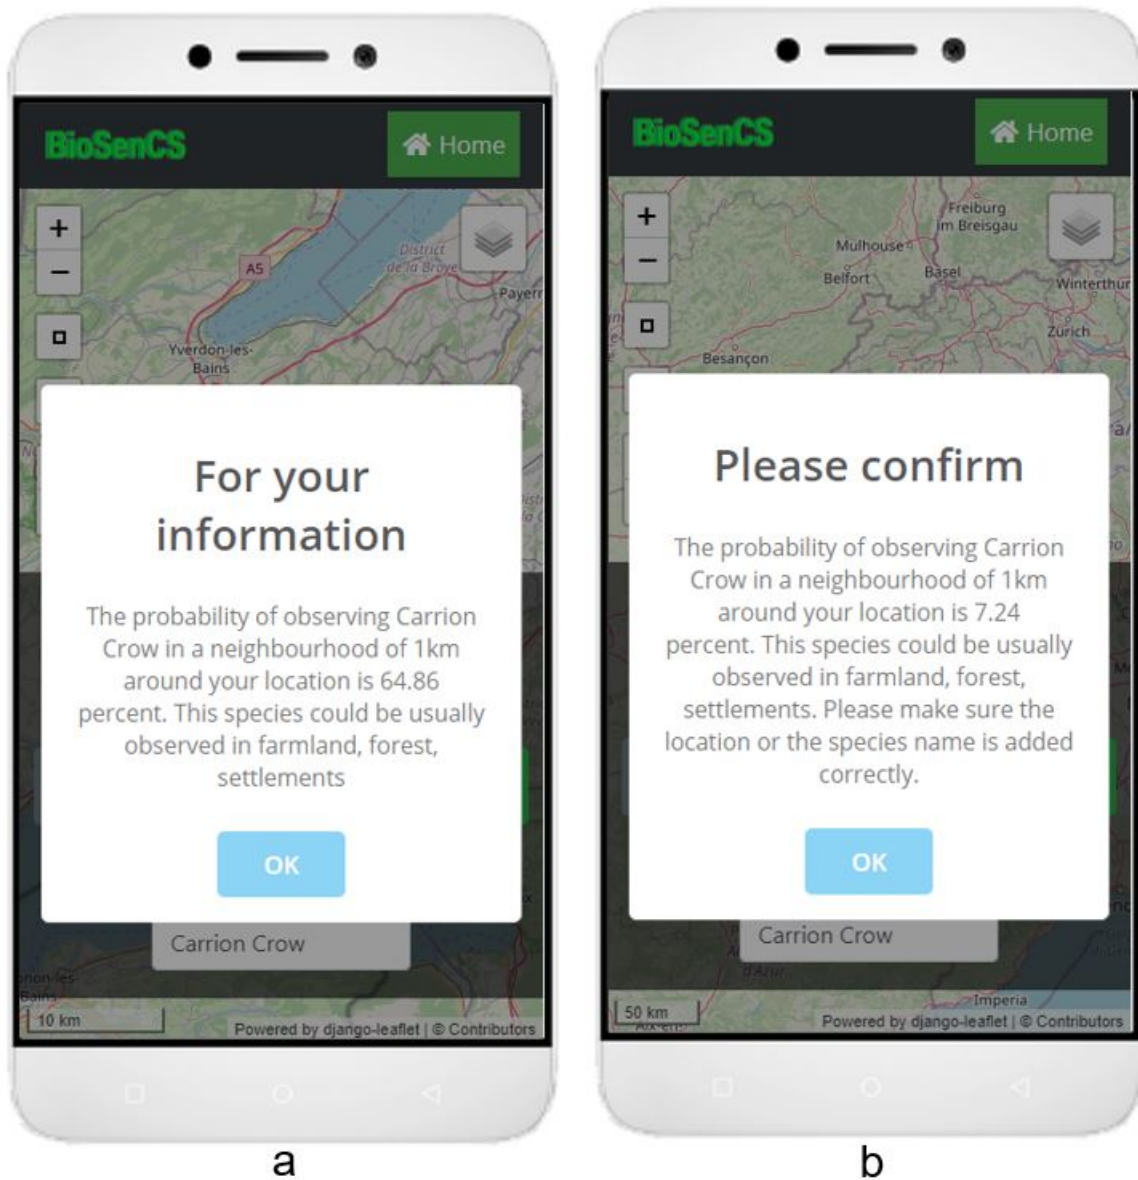 BioSenCS
Home
+
−
A5
District
de la Broye
Payern
Yverdon-les-
Bains
For your
information
The probability of observing Carrion
Crow in a neighbourhood of 1km
around your location is 64.86
percent. This species could be usually
observed in farmland, forest,
settlements
OK
Carrion Crow
10 km
Powered by django-leaflet | © Contributors
a
BioSenCS
Home
+
−
Freiburg
im Breisgau
Mulhouse
Belfort
Basel
Winterthur
Zürich
Besançon
Please confirm
The probability of observing Carrion
Crow in a neighbourhood of 1km
around your location is 7.24
percent. This species could be usually
observed in farmland, forest,
settlements. Please make sure the
location or the species name is added
correctly.
OK
Carrion Crow
d'Azur
Imperia
50 km
Powered by django-leaflet | © Contributors
b